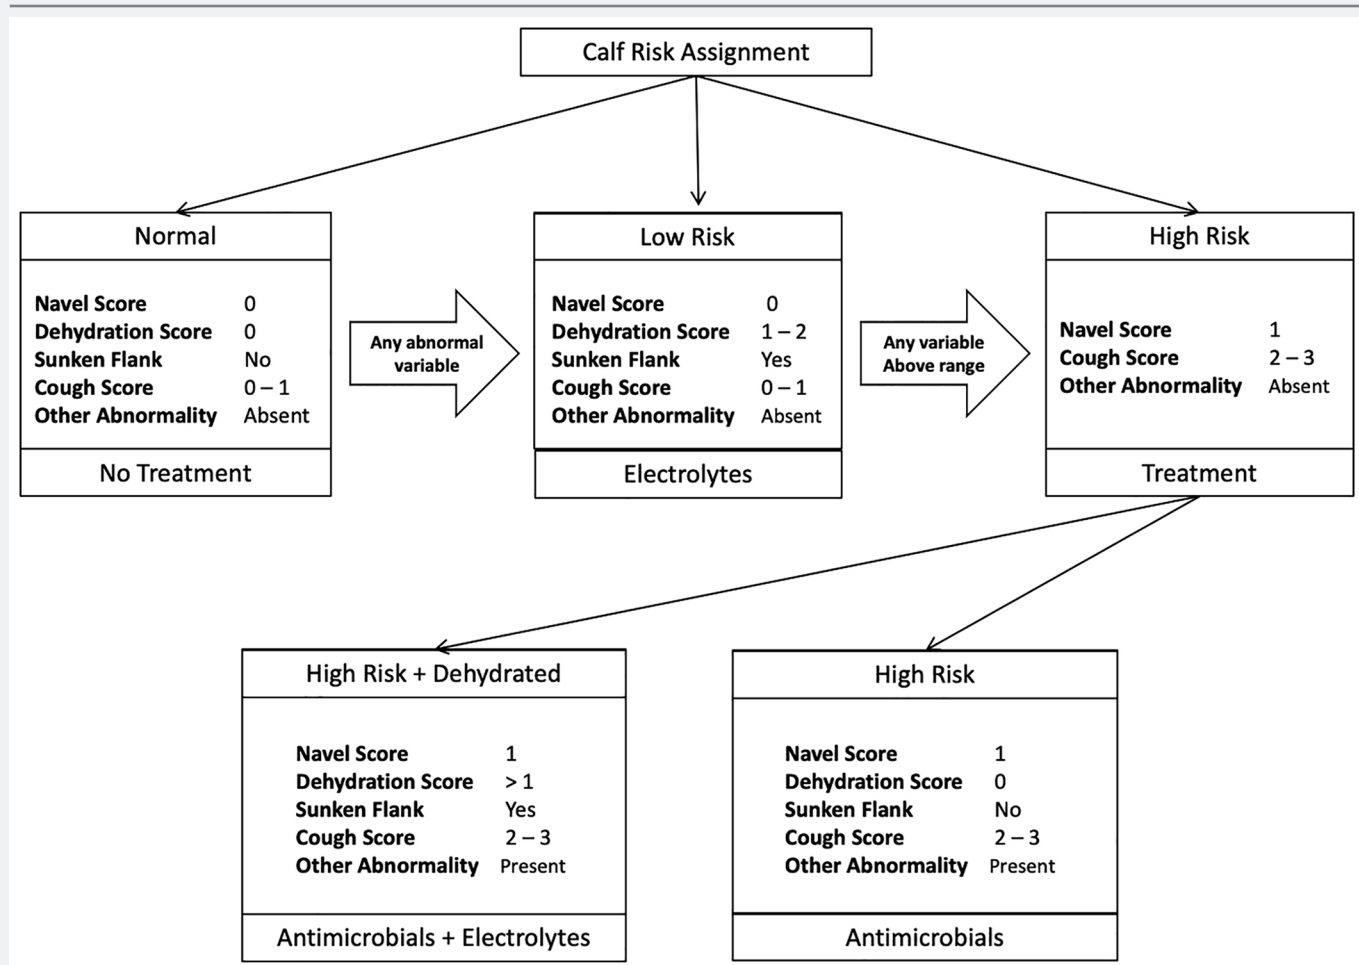 Calf Risk Assignment
Normal
Navel Score 0
Dehydration Score 0
Sunken Flank No
Cough Score 0 – 1
Other Abnormality Absent
No Treatment
Any abnormal
variable
Low Risk
Navel Score 0
Dehydration Score 1 – 2
Sunken Flank Yes
Cough Score 0 – 1
Other Abnormality Absent
Electrolytes
Any variable
Above range
High Risk
Navel Score 1
Cough Score 2 – 3
Other Abnormality Absent
Treatment
High Risk + Dehydrated
Navel Score 1
Dehydration Score > 1
Sunken Flank Yes
Cough Score 2 – 3
Other Abnormality Present
Antimicrobials + Electrolytes
High Risk
Navel Score 1
Dehydration Score 0
Sunken Flank No
Cough Score 2 – 3
Other Abnormality Present
Antimicrobials